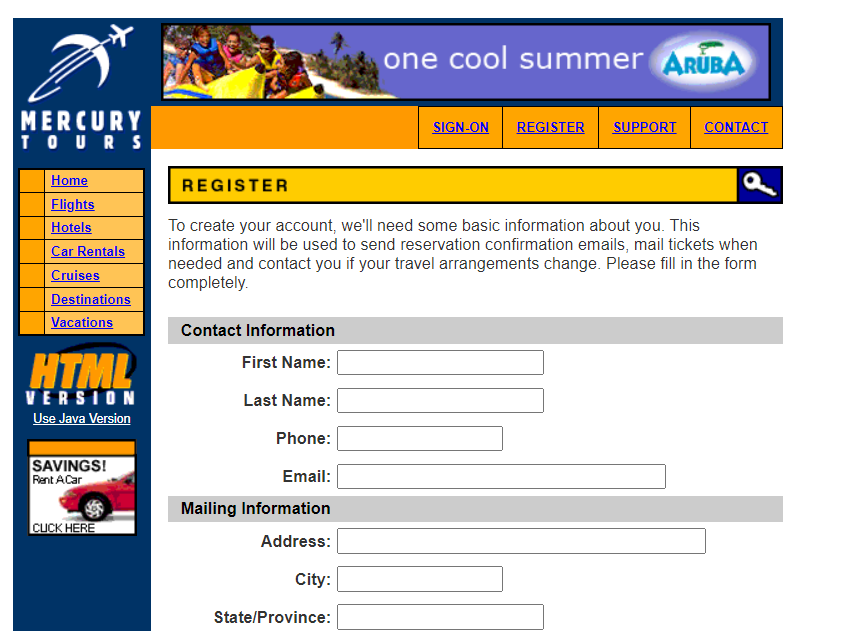 MERCURY
TOURS
one cool summer
ARUBA
SIGN-ON
REGISTER
SUPPORT
CONTACT
Home
Flights
Hotels
Car Rentals
Cruises
Destinations
Vacations
HTML
VERSION
Use Java Version
SAVINGS!
Rent A Car
CLICK HERE
REGISTER
To create your account, we'll need some basic information about you. This
information will be used to send reservation confirmation emails, mail tickets when
needed and contact you if your travel arrangements change. Please fill in the form
completely.
Contact Information
First Name:
Last Name:
Phone:
Email:
Mailing Information
Address:
City:
State/Province: